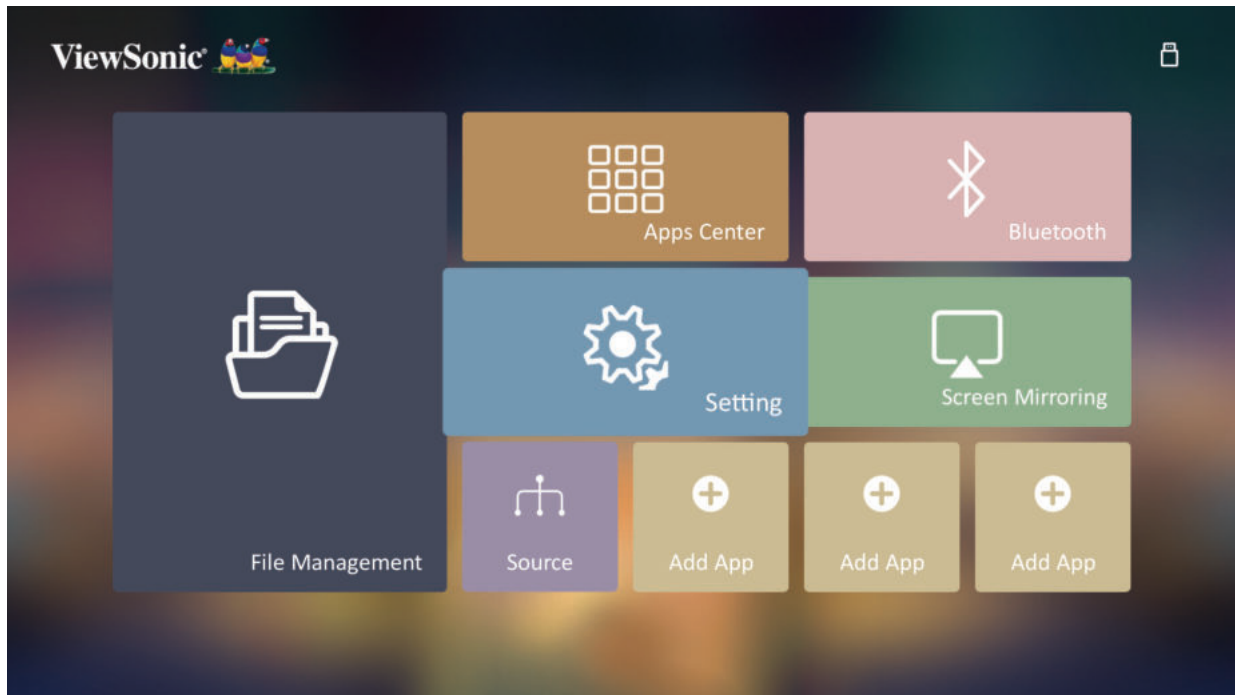 ViewSonic®
Apps Center
Bluetooth
Setting
Screen Mirroring
File Management
Source
Add App
Add App
Add App